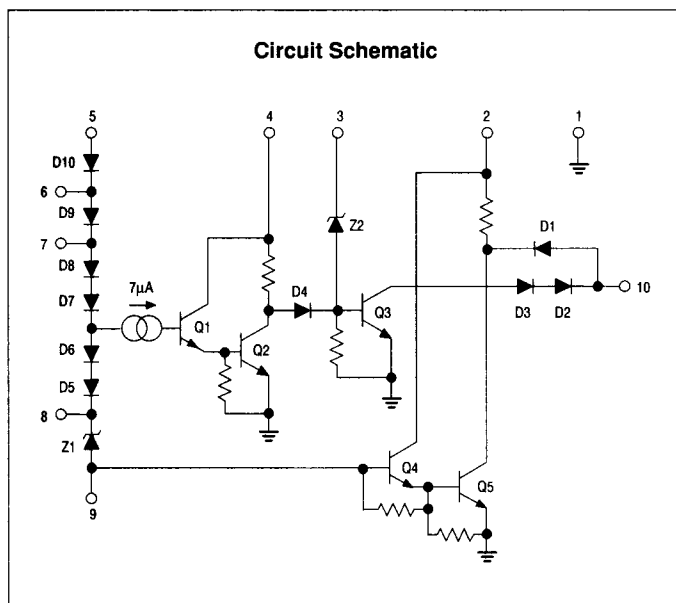 Circuit Schematic
5 4 3 2 1
D10
6
D9
7
D8
D7
7μA
D6
D5
8
Z1
9
Q1
Q2
D4
Z2
Q3
D1
D3 D2
10
Q4
Q5